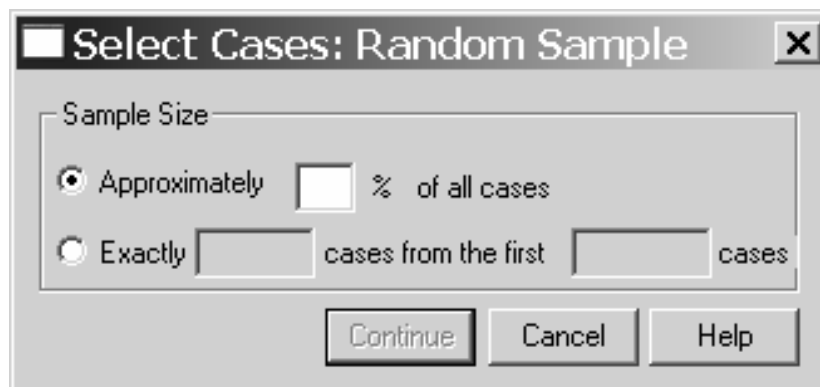 Select Cases: Random Sample
Sample Size
Approximately % of all cases
Exactly cases from the first cases
Continue Cancel Help